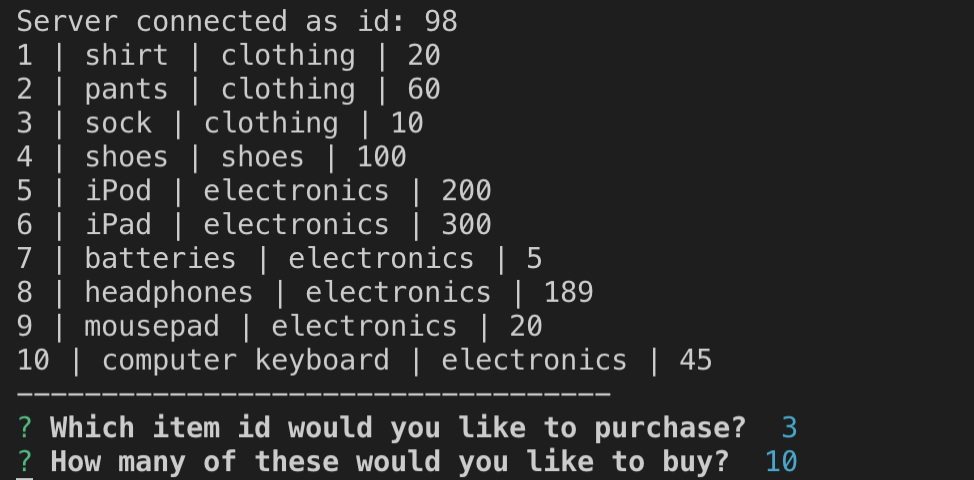 Server connected as id: 98
1 | shirt | clothing | 20
2 | pants | clothing | 60
3 | sock | clothing | 10
4 | shoes | shoes | 100
5 | iPod | electronics | 200
6 | iPad | electronics | 300
7 | batteries | electronics | 5
8 | headphones | electronics | 189
9 | mousepad | electronics | 20
10 | computer keyboard | electronics | 45
-----------------------------------
? Which item id would you like to purchase?  3
? How many of these would you like to buy?  10